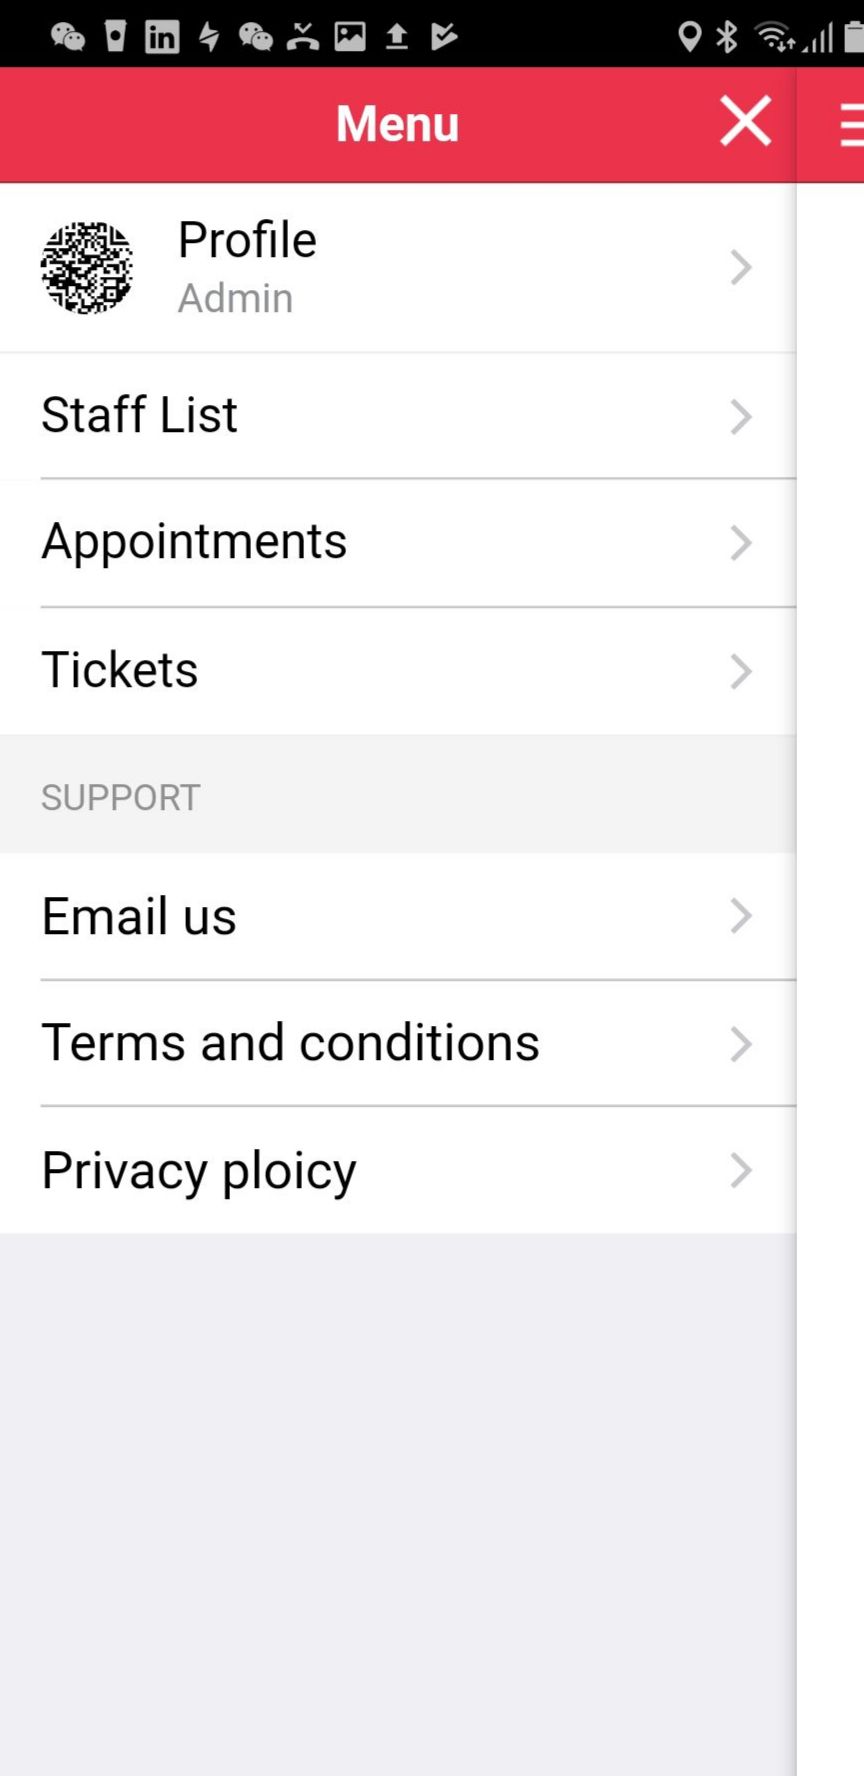 Menu
Profile
Admin
Staff List
Appointments
Tickets
SUPPORT
Email us
Terms and conditions
Privacy ploicy